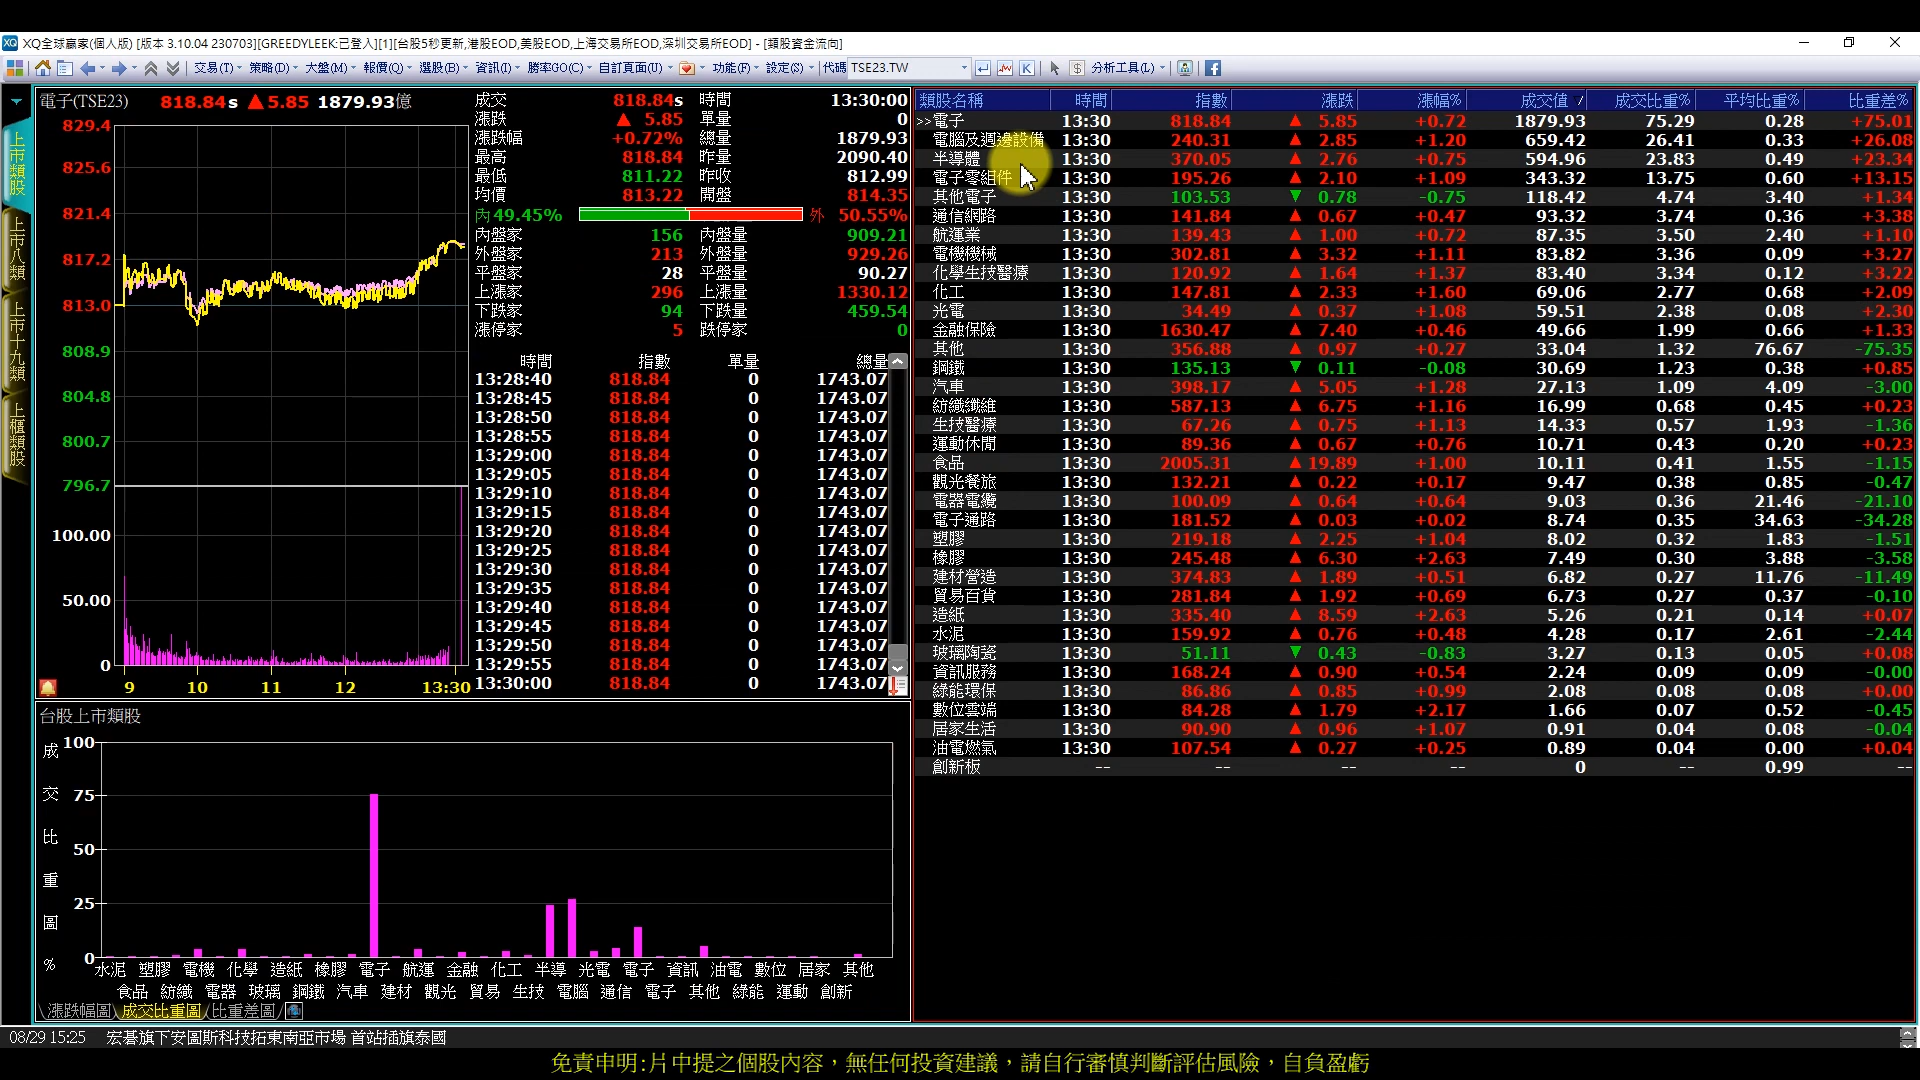 XQ全球贏家(個人版) [版本 3.10.04 230703][GREEDYLEEK:已登入][1][台股5秒更新,港股EOD,美股EOD,上海交易所EOD,深圳交易所EOD] - [類股資金流向]
交易(T) 策略(D) 大盤(M) 報價(Q) 選股(B) 資訊(I) 勝率GO(C) 自訂頁面(U) 功能(F) 設定(S) 代碼 TSE23.TW K $ 分析工具(L)
上市類股
上市八類
上市十九類
上櫃類股
電子(TSE23) 818.84s ▲5.85 1879.93億
829.4
825.6
821.4
817.2
813.0
808.9
804.8
800.7
796.7
100.00
50.00
0
9 10 11 12 13:30
成交 818.84s 時間 13:30:00
漲跌 ▲ 5.85 單量 0
漲跌幅 +0.72% 總量 1879.93
最高 818.84 昨量 2090.40
最低 811.22 昨收 812.99
均價 813.22 開盤 814.35
內 49.45% 外 50.55%
內盤家 156 內盤量 909.21
外盤家 213 外盤量 929.26
平盤家 28 平盤量 90.27
上漲家 296 上漲量 1330.12
下跌家 94 下跌量 459.54
漲停家 5 跌停家 0
時間 指數 單量 總量
13:28:40 818.84 0 1743.07
13:28:45 818.84 0 1743.07
13:28:50 818.84 0 1743.07
13:28:55 818.84 0 1743.07
13:29:00 818.84 0 1743.07
13:29:05 818.84 0 1743.07
13:29:10 818.84 0 1743.07
13:29:15 818.84 0 1743.07
13:29:20 818.84 0 1743.07
13:29:25 818.84 0 1743.07
13:29:30 818.84 0 1743.07
13:29:35 818.84 0 1743.07
13:29:40 818.84 0 1743.07
13:29:45 818.84 0 1743.07
13:29:50 818.84 0 1743.07
13:29:55 818.84 0 1743.07
13:30:00 818.84 0 1743.07
台股上市類股
成交比重圖%
100
75
50
25
0
水泥 塑膠 電機 化學 造紙 橡膠 電子 航運 金融 化工 半導 光電 電子 資訊 油電 數位 居家 其他
食品 紡織 電器 玻璃 鋼鐵 汽車 建材 觀光 貿易 生技 電腦 通信 電子 其他 綠能 運動 創新
漲跌幅圖 成交比重圖 比重差圖
類股名稱 時間 指數 漲跌 漲幅% 成交值 成交比重% 平均比重% 比重差%
>>電子 13:30 818.84 ▲ 5.85 +0.72 1879.93 75.29 0.28 +75.01
電腦及週邊設備 13:30 240.31 ▲ 2.85 +1.20 659.42 26.41 0.33 +26.08
半導體 13:30 370.05 ▲ 2.76 +0.75 594.96 23.83 0.49 +23.34
電子零組件 13:30 195.26 ▲ 2.10 +1.09 343.32 13.75 0.60 +13.15
其他電子 13:30 103.53 ▼ 0.78 -0.75 118.42 4.74 3.40 +1.34
通信網路 13:30 141.84 ▲ 0.67 +0.47 93.32 3.74 0.36 +3.38
航運業 13:30 139.43 ▲ 1.00 +0.72 87.35 3.50 2.40 +1.10
電機機械 13:30 302.81 ▲ 3.32 +1.11 83.82 3.36 0.09 +3.27
化學生技醫療 13:30 120.92 ▲ 1.64 +1.37 83.40 3.34 0.12 +3.22
化工 13:30 147.81 ▲ 2.33 +1.60 69.06 2.77 0.68 +2.09
光電 13:30 34.49 ▲ 0.37 +1.08 59.51 2.38 0.08 +2.30
金融保險 13:30 1630.47 ▲ 7.40 +0.46 49.66 1.99 0.66 +1.33
其他 13:30 356.88 ▲ 0.97 +0.27 33.04 1.32 76.67 -75.35
鋼鐵 13:30 135.13 ▼ 0.11 -0.08 30.69 1.23 0.38 +0.85
汽車 13:30 398.17 ▲ 5.05 +1.28 27.13 1.09 4.09 -3.00
紡織纖維 13:30 587.13 ▲ 6.75 +1.16 16.99 0.68 0.45 +0.23
生技醫療 13:30 67.26 ▲ 0.75 +1.13 14.33 0.57 1.93 -1.36
運動休閒 13:30 89.36 ▲ 0.67 +0.76 10.71 0.43 0.20 +0.23
食品 13:30 2005.31 ▲ 19.89 +1.00 10.11 0.41 1.55 -1.15
觀光餐旅 13:30 132.21 ▲ 0.22 +0.17 9.47 0.38 0.85 -0.47
電器電纜 13:30 100.09 ▲ 0.64 +0.64 9.03 0.36 21.46 -21.10
電子通路 13:30 181.52 ▲ 0.03 +0.02 8.74 0.35 34.63 -34.28
塑膠 13:30 219.18 ▲ 2.25 +1.04 8.02 0.32 1.83 -1.51
橡膠 13:30 245.48 ▲ 6.30 +2.63 7.49 0.30 3.88 -3.58
建材營造 13:30 374.83 ▲ 1.89 +0.51 6.82 0.27 11.76 -11.49
貿易百貨 13:30 281.84 ▲ 1.92 +0.69 6.73 0.27 0.37 -0.10
造紙 13:30 335.40 ▲ 8.59 +2.63 5.26 0.21 0.14 +0.07
水泥 13:30 159.92 ▲ 0.76 +0.48 4.28 0.17 2.61 -2.44
玻璃陶瓷 13:30 51.11 ▼ 0.43 -0.83 3.27 0.13 0.05 +0.08
資訊服務 13:30 168.24 ▲ 0.90 +0.54 2.24 0.09 0.09 -0.00
綠能環保 13:30 86.86 ▲ 0.85 +0.99 2.08 0.08 0.08 +0.00
數位雲端 13:30 84.28 ▲ 1.79 +2.17 1.66 0.07 0.52 -0.45
居家生活 13:30 90.90 ▲ 0.96 +1.07 0.91 0.04 0.08 -0.04
油電燃氣 13:30 107.54 ▲ 0.27 +0.25 0.89 0.04 0.00 +0.04
創新板 -- -- -- -- 0 -- 0.99 --
08/29 15:25 宏碁旗下安圖斯科技拓東南亞市場 首站插旗泰國
免責申明:片中提之個股內容，無任何投資建議，請自行審慎判斷評估風險，自負盈虧